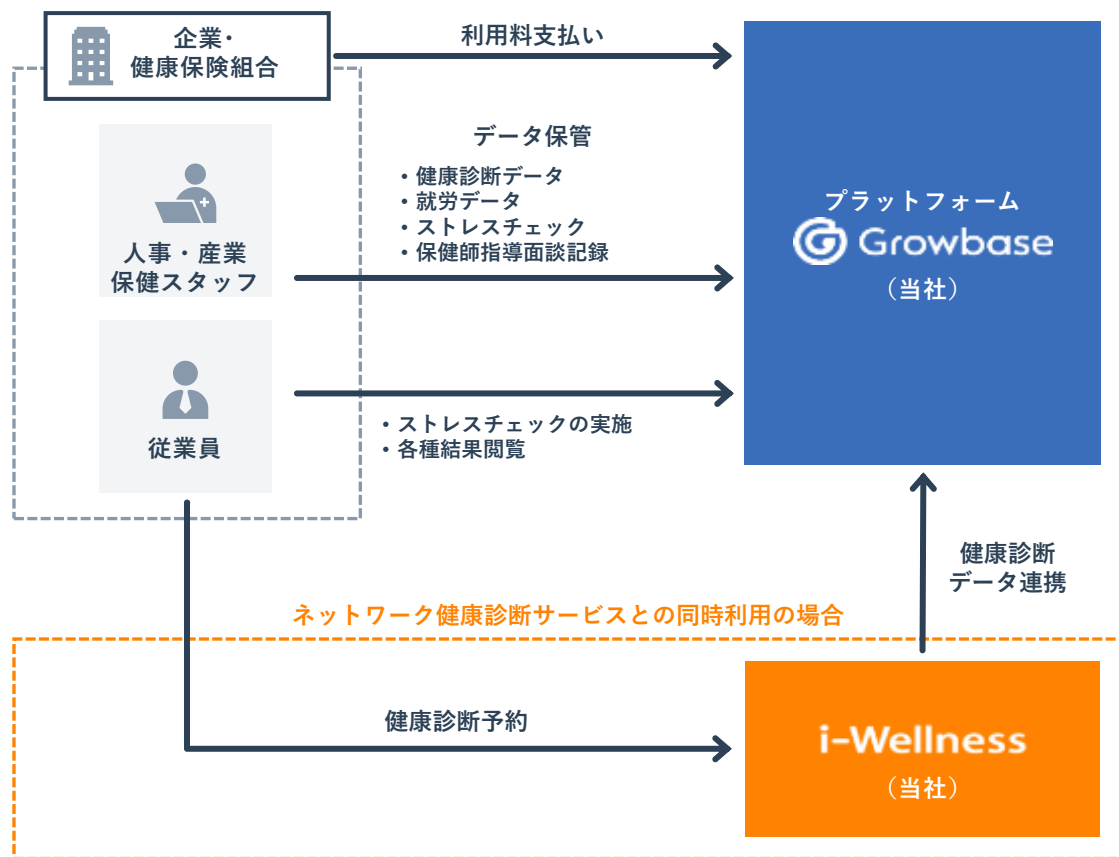 企業・
健康保険組合
利用料支払い
データ保管
・健康診断データ
・就労データ
・ストレスチェック
・保健師指導面談記録
人事・産業
保健スタッフ
プラットフォーム
Growbase
（当社）
従業員
・ストレスチェックの実施
・各種結果閲覧
健康診断
データ連携
ネットワーク健康診断サービスとの同時利用の場合
健康診断予約
i-Wellness
（当社）